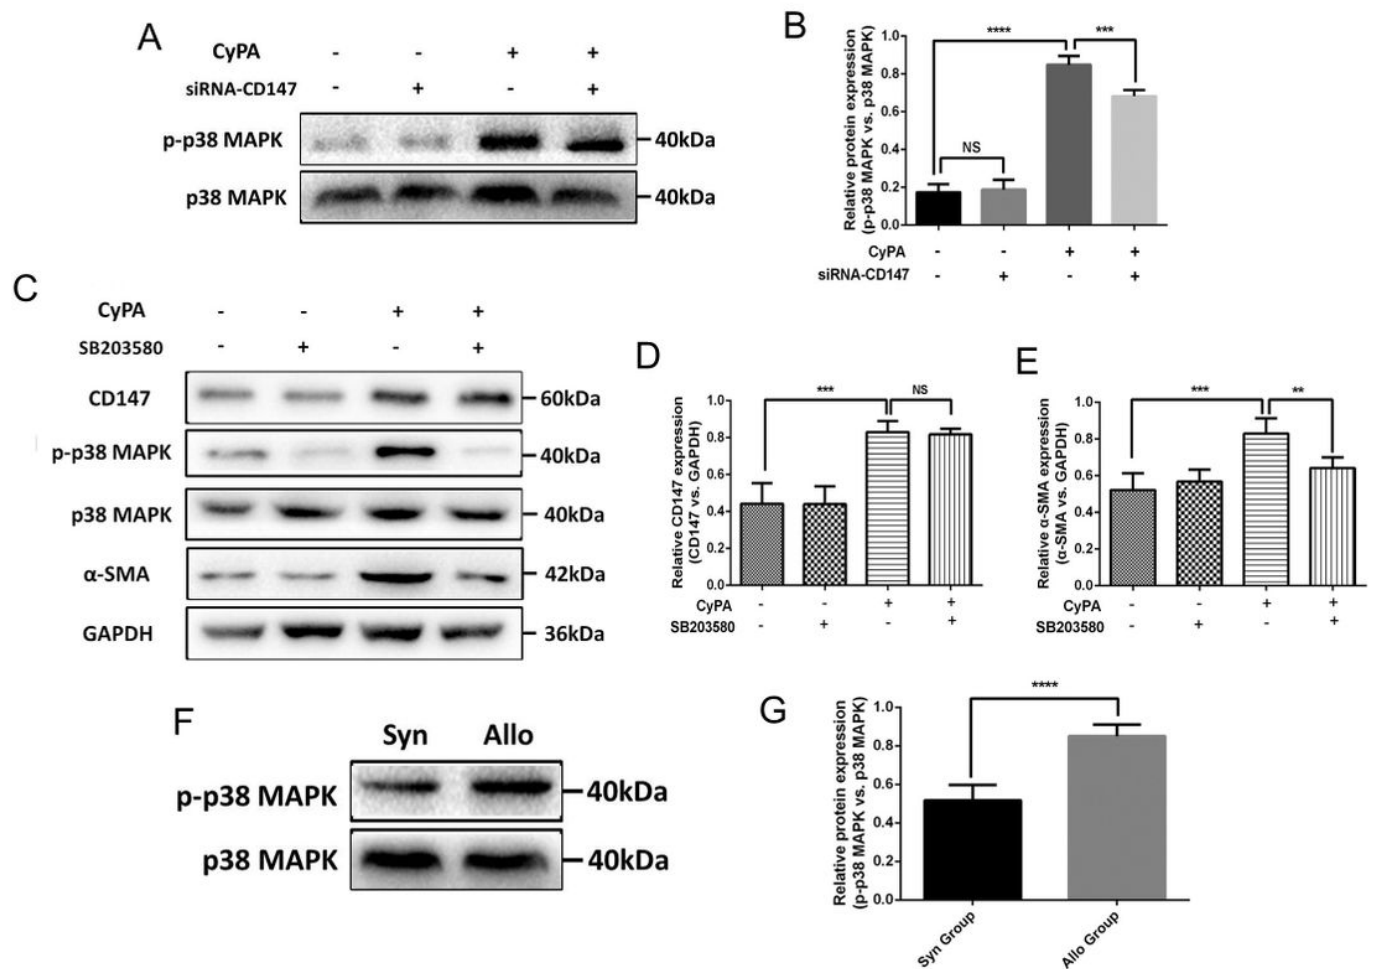 A
CyPA - - + +
siRNA-CD147 - + - +
p-p38 MAPK 40kDa
p38 MAPK 40kDa
B
Relative protein expression
(p-p38 MAPK vs. p38 MAPK)
1.0
0.8
0.6
0.4
0.2
0.0
NS
****
***
CyPA - - + +
siRNA-CD147 - + - +
C
CyPA - - + +
SB203580 - + - +
CD147 60kDa
p-p38 MAPK 40kDa
p38 MAPK 40kDa
α-SMA 42kDa
GAPDH 36kDa
D
Relative CD147 expression
(CD147 vs. GAPDH)
1.0
0.8
0.6
0.4
0.2
0.0
***
NS
CyPA - - + +
SB203580 - + - +
E
Relative α-SMA expression
(α-SMA vs. GAPDH)
1.0
0.8
0.6
0.4
0.2
0.0
***
**
CyPA - - + +
SB203580 - + - +
F
Syn Allo
p-p38 MAPK 40kDa
p38 MAPK 40kDa
G
Relative protein expression
(p-p38 MAPK vs. p38 MAPK)
1.0
0.8
0.6
0.4
0.2
0.0
****
Syn Group
Allo Group